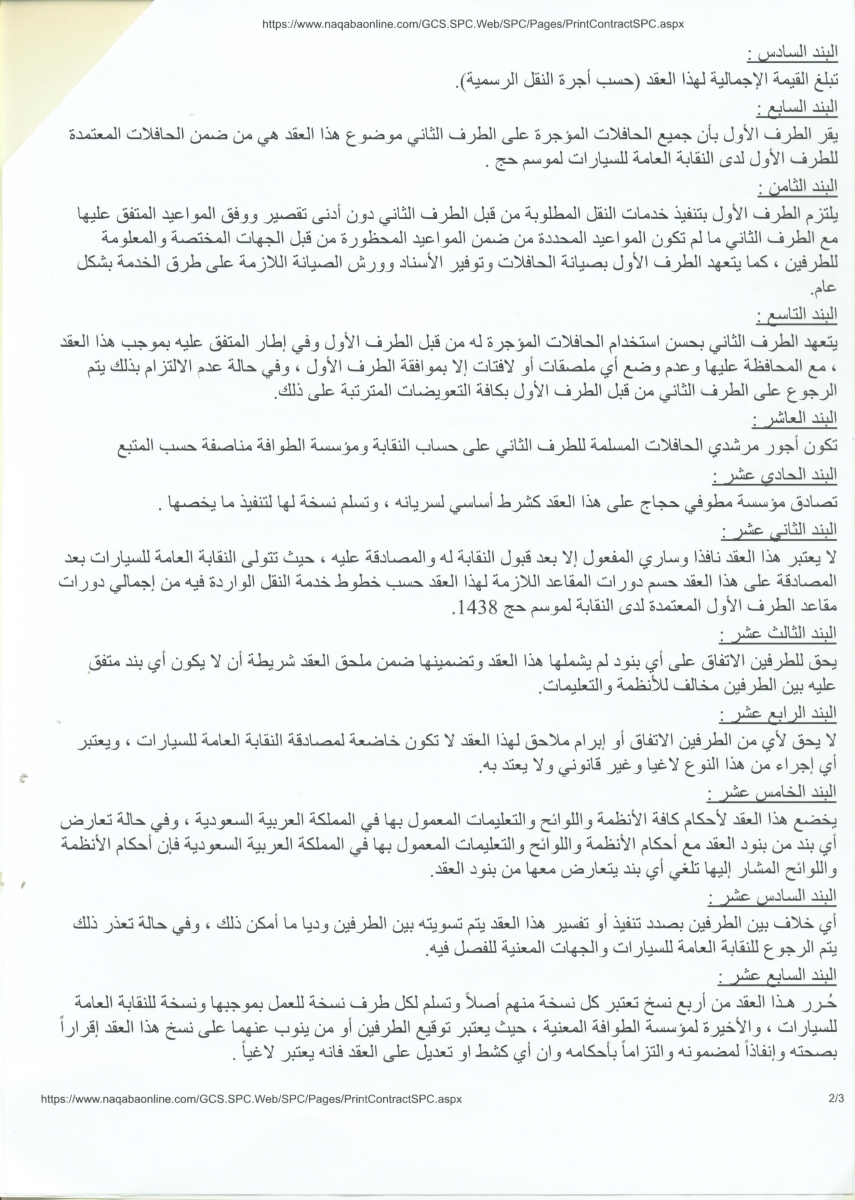 https://www.naqabaonline.com/GCS.SPC.Web/SPC/Pages/PrintContractSPC.aspx
البند السادس :
تبلغ القيمة الإجمالية لهذا العقد (حسب أجرة النقل الرسمية).
البند السابع :
يقر الطرف الأول بأن جميع الحافلات المؤجرة على الطرف الثاني موضوع هذا العقد هي من ضمن الحافلات المعتمدة
للطرف الأول لدى النقابة العامة للسيارات لموسم حج .
البند الثامن :
يلتزم الطرف الأول بتنفيذ خدمات النقل المطلوبة من قبل الطرف الثاني دون أدنى تقصير ووفق المواعيد المتفق عليها
مع الطرف الثاني ما لم تكون المواعيد المحددة من ضمن المواعيد المحظورة من قبل الجهات المختصة والمعلومة
للطرفين ، كما يتعهد الطرف الأول بصيانة الحافلات وتوفير الأسناد وورش الصيانة اللازمة على طرق الخدمة بشكل
عام.
البند التاسع :
يتعهد الطرف الثاني بحسن استخدام الحافلات المؤجرة له من قبل الطرف الأول وفي إطار المتفق عليه بموجب هذا العقد
، مع المحافظة عليها وعدم وضع أي ملصقات أو لافتات إلا بموافقة الطرف الأول ، وفي حالة عدم الالتزام بذلك يتم
الرجوع على الطرف الثاني من قبل الطرف الأول بكافة التعويضات المترتبة على ذلك.
البند العاشر :
تكون أجور مرشدي الحافلات المسلمة للطرف الثاني على حساب النقابة ومؤسسة الطوافة مناصفة حسب المتبع
البند الحادي عشر :
تصادق مؤسسة مطوفي حجاج على هذا العقد كشرط أساسي لسريانه ، وتسلم نسخة لها لتنفيذ ما يخصها .
البند الثاني عشر :
لا يعتبر هذا العقد نافذا وساري المفعول إلا بعد قبول النقابة له والمصادقة عليه ، حيث تتولى النقابة العامة للسيارات بعد
المصادقة على هذا العقد حسم دورات المقاعد اللازمة لهذا العقد حسب خطوط خدمة النقل الواردة فيه من إجمالي دورات
مقاعد الطرف الأول المعتمدة لدى النقابة لموسم حج 1438.
البند الثالث عشر :
يحق للطرفين الاتفاق على أي بنود لم يشملها هذا العقد وتضمينها ضمن ملحق العقد شريطة أن لا يكون أي بند متفق
عليه بين الطرفين مخالف للأنظمة والتعليمات.
البند الرابع عشر :
لا يحق لأي من الطرفين الاتفاق أو إبرام ملاحق لهذا العقد لا تكون خاضعة لمصادقة النقابة العامة للسيارات ، ويعتبر
أي إجراء من هذا النوع لاغيا وغير قانوني ولا يعتد به.
البند الخامس عشر :
يخضع هذا العقد لأحكام كافة الأنظمة واللوائح والتعليمات المعمول بها في المملكة العربية السعودية ، وفي حالة تعارض
أي بند من بنود العقد مع أحكام الأنظمة واللوائح والتعليمات المعمول بها في المملكة العربية السعودية فإن أحكام الأنظمة
واللوائح المشار إليها تلغي أي بند يتعارض معها من بنود العقد.
البند السادس عشر :
أي خلاف بين الطرفين بصدد تنفيذ أو تفسير هذا العقد يتم تسويته بين الطرفين وديا ما أمكن ذلك ، وفي حالة تعذر ذلك
يتم الرجوع للنقابة العامة للسيارات والجهات المعنية للفصل فيه.
البند السابع عشر :
حُرر هذا العقد من أربع نسخ تعتبر كل نسخة منهم أصلاً وتسلم لكل طرف نسخة للعمل بموجبها ونسخة للنقابة العامة
للسيارات ، والأخيرة لمؤسسة الطوافة المعنية ، حيث يعتبر توقيع الطرفين أو من ينوب عنهما على نسخ هذا العقد إقراراً
بصحته وإنفاذاً لمضمونه والتزاماً بأحكامه وان أي كشط او تعديل على العقد فانه يعتبر لاغياً .
https://www.naqabaonline.com/GCS.SPC.Web/SPC/Pages/PrintContractSPC.aspx 2/3